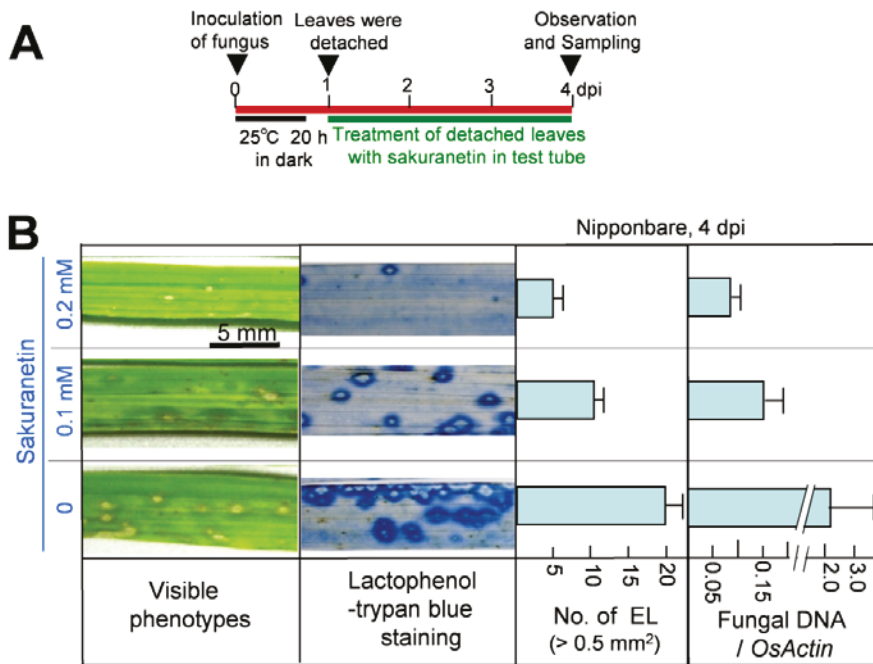 A
Inoculation
of fungus
Leaves were
detached
Observation
and Sampling
0 1 2 3 4 dpi
25°C 20 h
in dark
Treatment of detached leaves
with sakuranetin in test tube
B
Nipponbare, 4 dpi
Sakuranetin
0.2 mM
5 mm
0.1 mM
0
Visible
phenotypes
Lactophenol
-trypan blue
staining
5 10 15 20
No. of EL
(> 0.5 mm²)
0.05 0.15 2.0 3.0
Fungal DNA
/ OsActin